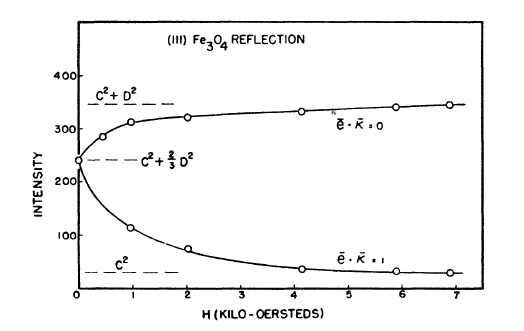 (III) Fe₃O₄ REFLECTION
400
C² + D²
300
ē · K̄ = 0
INTENSITY
C² + ⅔ D²
200
100
ē · K̄ = 1
C²
0 1 2 3 4 5 6 7
H (KILO - OERSTEDS)